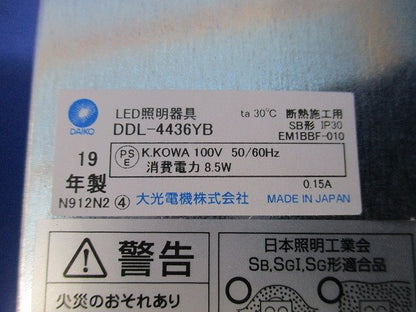 LED照明器具 ta 30℃ 断熱施工用
DAIKO DDL-4436YB SB形 IP30
EM1BBF-010
19 PSE K.KOWA 100V 50/60Hz
年製 消費電力 8.5W
0.15A
N912N2 ④ 大光電機株式会社 MADE IN JAPAN
警告
日本照明工業会
SB,SGI,SG形適合品
火災のおそれあり